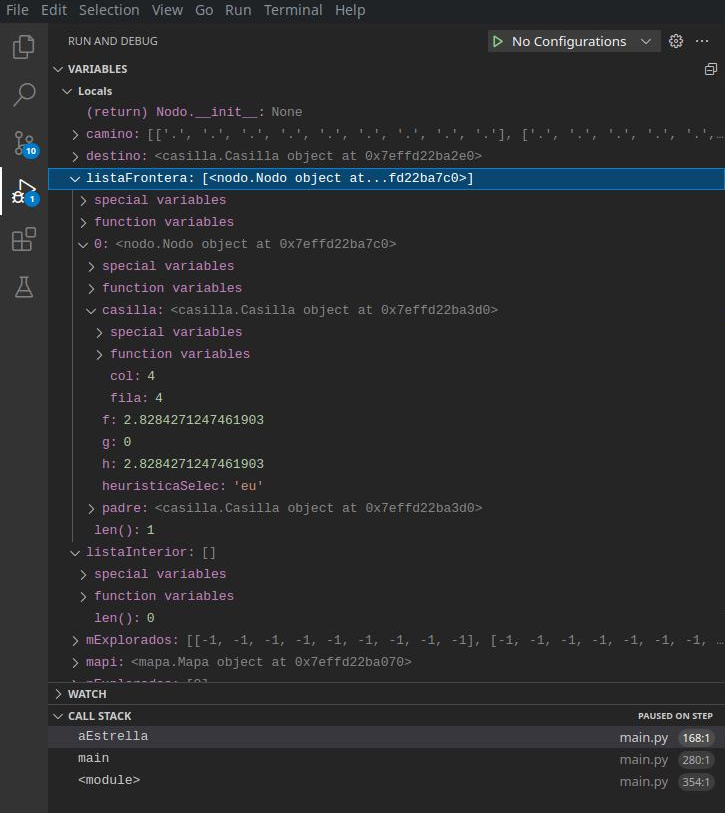 File Edit Selection View Go Run Terminal Help
RUN AND DEBUG No Configurations ...
VARIABLES
Locals
(return) Nodo.__init__: None
camino: [['.', '.', '.', '.', '.', '.', '.', '.', '.'], ['.', '.', '.', '.', '.',...
destino: <casilla.Casilla object at 0x7effd22ba2e0>
listaFrontera: [<nodo.Nodo object at...fd22ba7c0>]
special variables
function variables
0: <nodo.Nodo object at 0x7effd22ba7c0>
special variables
function variables
casilla: <casilla.Casilla object at 0x7effd22ba3d0>
special variables
function variables
col: 4
fila: 4
f: 2.8284271247461903
g: 0
h: 2.8284271247461903
heuristicaSelec: 'eu'
padre: <casilla.Casilla object at 0x7effd22ba3d0>
len(): 1
listaInterior: []
special variables
function variables
len(): 0
mExplorados: [[-1, -1, -1, -1, -1, -1, -1, -1, -1], [-1, -1, -1, -1, -1, -1, -1, …
mapi: <mapa.Mapa object at 0x7effd22ba070>
WATCH
CALL STACK PAUSED ON STEP
aEstrella main.py 168:1
main main.py 280:1
<module> main.py 354:1
10
1